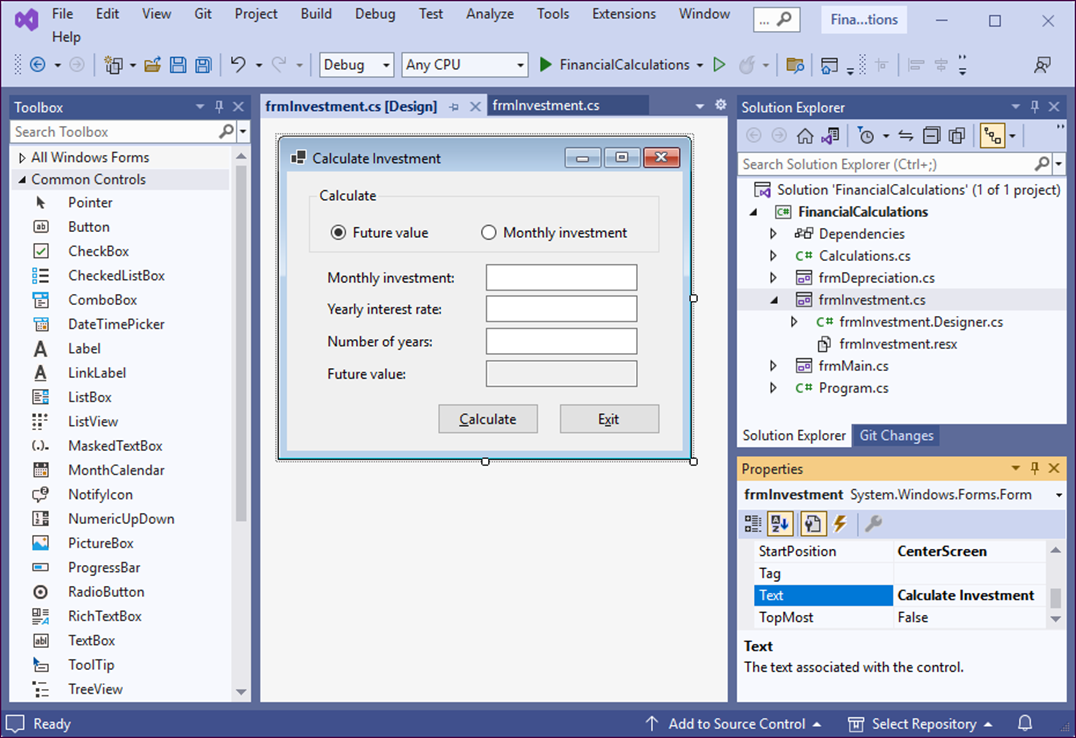 File Edit View Git Project Build Debug Test Analyze Tools Extensions Window ... Fina...tions
Help
Debug Any CPU FinancialCalculations
Toolbox
Search Toolbox
All Windows Forms
Common Controls
Pointer
Button
CheckBox
CheckedListBox
ComboBox
DateTimePicker
Label
LinkLabel
ListBox
ListView
MaskedTextBox
MonthCalendar
NotifyIcon
NumericUpDown
PictureBox
ProgressBar
RadioButton
RichTextBox
TextBox
ToolTip
TreeView
frmInvestment.cs [Design] frmInvestment.cs
Calculate Investment
Calculate
Future value Monthly investment
Monthly investment:
Yearly interest rate:
Number of years:
Future value:
Calculate Exit
Solution Explorer
Search Solution Explorer (Ctrl+;)
Solution 'FinancialCalculations' (1 of 1 project)
FinancialCalculations
Dependencies
C# Calculations.cs
frmDepreciation.cs
frmInvestment.cs
C# frmInvestment.Designer.cs
frmInvestment.resx
frmMain.cs
C# Program.cs
Solution Explorer Git Changes
Properties
frmInvestment System.Windows.Forms.Form
StartPosition CenterScreen
Tag
Text Calculate Investment
TopMost False
Text
The text associated with the control.
Ready Add to Source Control Select Repository